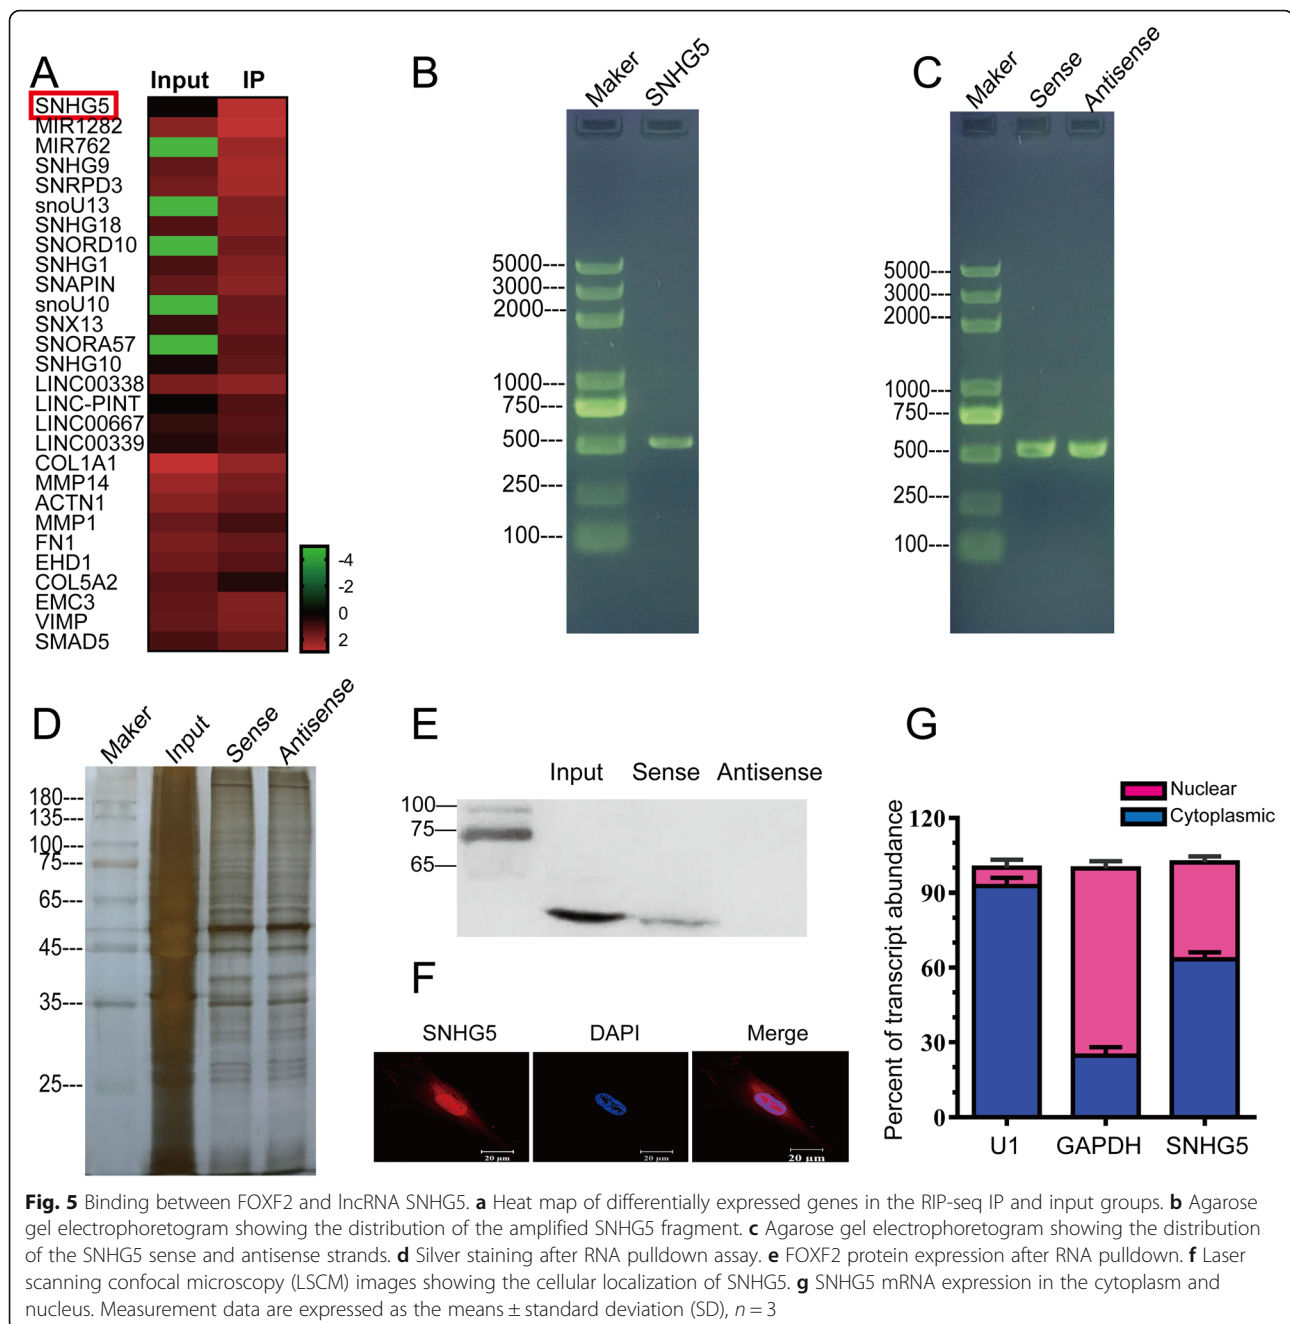 A
Input IP
SNHG5
MIR1282
MIR762
SNHG9
SNRPD3
snoU13
SNHG18
SNORD10
SNHG1
SNAPIN
snoU10
SNX13
SNORA57
SNHG10
LINC00338
LINC-PINT
LINC00667
LINC00339
COL1A1
MMP14
ACTN1
MMP1
FN1
EHD1
COL5A2
EMC3
VIMP
SMAD5
-4
-2
0
2
B
Maker SNHG5
5000---
3000---
2000---
1000---
750---
500---
250---
100---
C
Maker Sense Antisense
5000---
3000---
2000---
1000---
750---
500---
250---
100---
D
Maker Input Sense Antisense
180---
135---
100---
75---
65---
45---
35---
25---
E
Input Sense Antisense
100—
75—
65—
F
SNHG5 DAPI Merge
20 μm 20 μm 20 μm
G
Nuclear
Cytoplasmic
Percent of transcript abundance
120
90
60
30
0
U1 GAPDH SNHG5
Fig. 5 Binding between FOXF2 and lncRNA SNHG5. a Heat map of differentially expressed genes in the RIP-seq IP and input groups. b Agarose
gel electrophoretogram showing the distribution of the amplified SNHG5 fragment. c Agarose gel electrophoretogram showing the distribution
of the SNHG5 sense and antisense strands. d Silver staining after RNA pulldown assay. e FOXF2 protein expression after RNA pulldown. f Laser
scanning confocal microscopy (LSCM) images showing the cellular localization of SNHG5. g SNHG5 mRNA expression in the cytoplasm and
nucleus. Measurement data are expressed as the means ± standard deviation (SD), n = 3